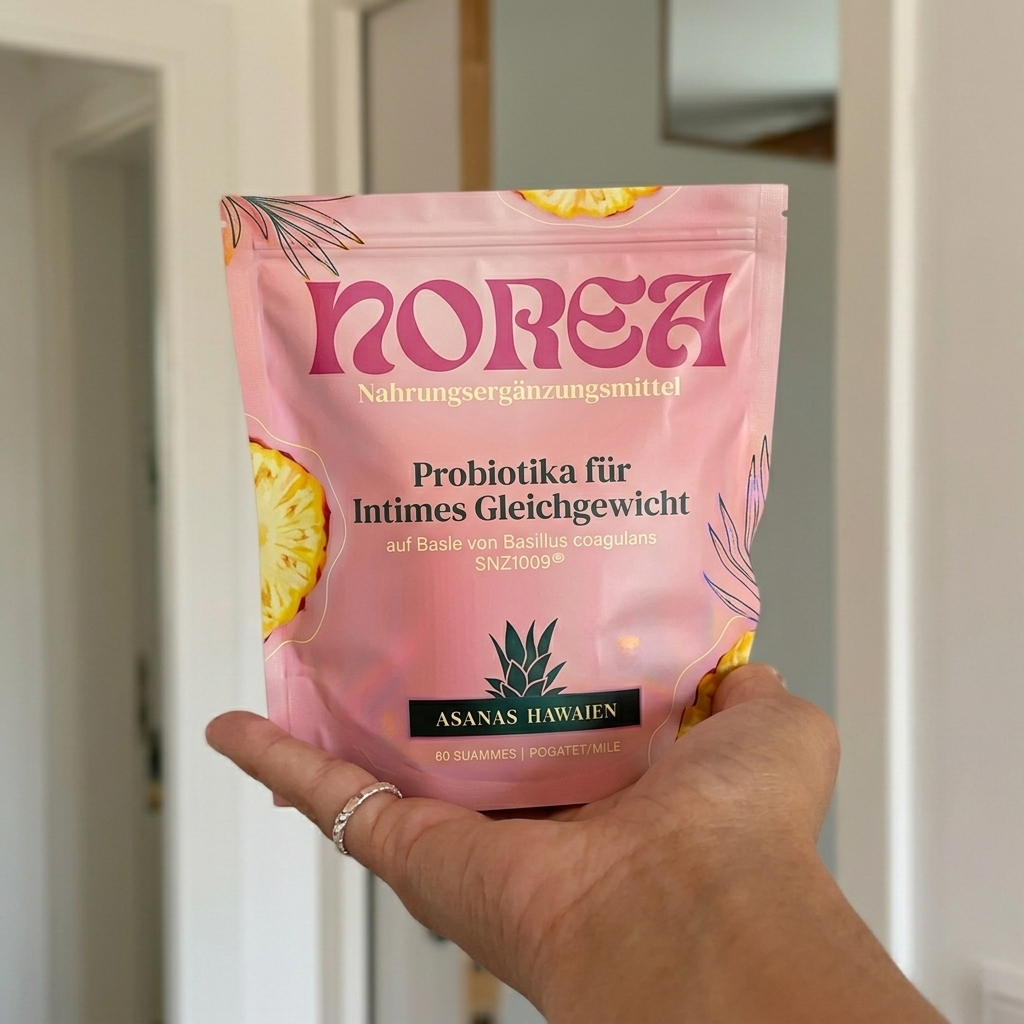 NOREA
Nahrungsergänzungsmittel
Probiotika für
Intimes Gleichgewicht
auf Basle von Basillus coagulans
SNZ1009®
ASANAS HAWAIEN
60 SUAMMES | POGATET/MILE